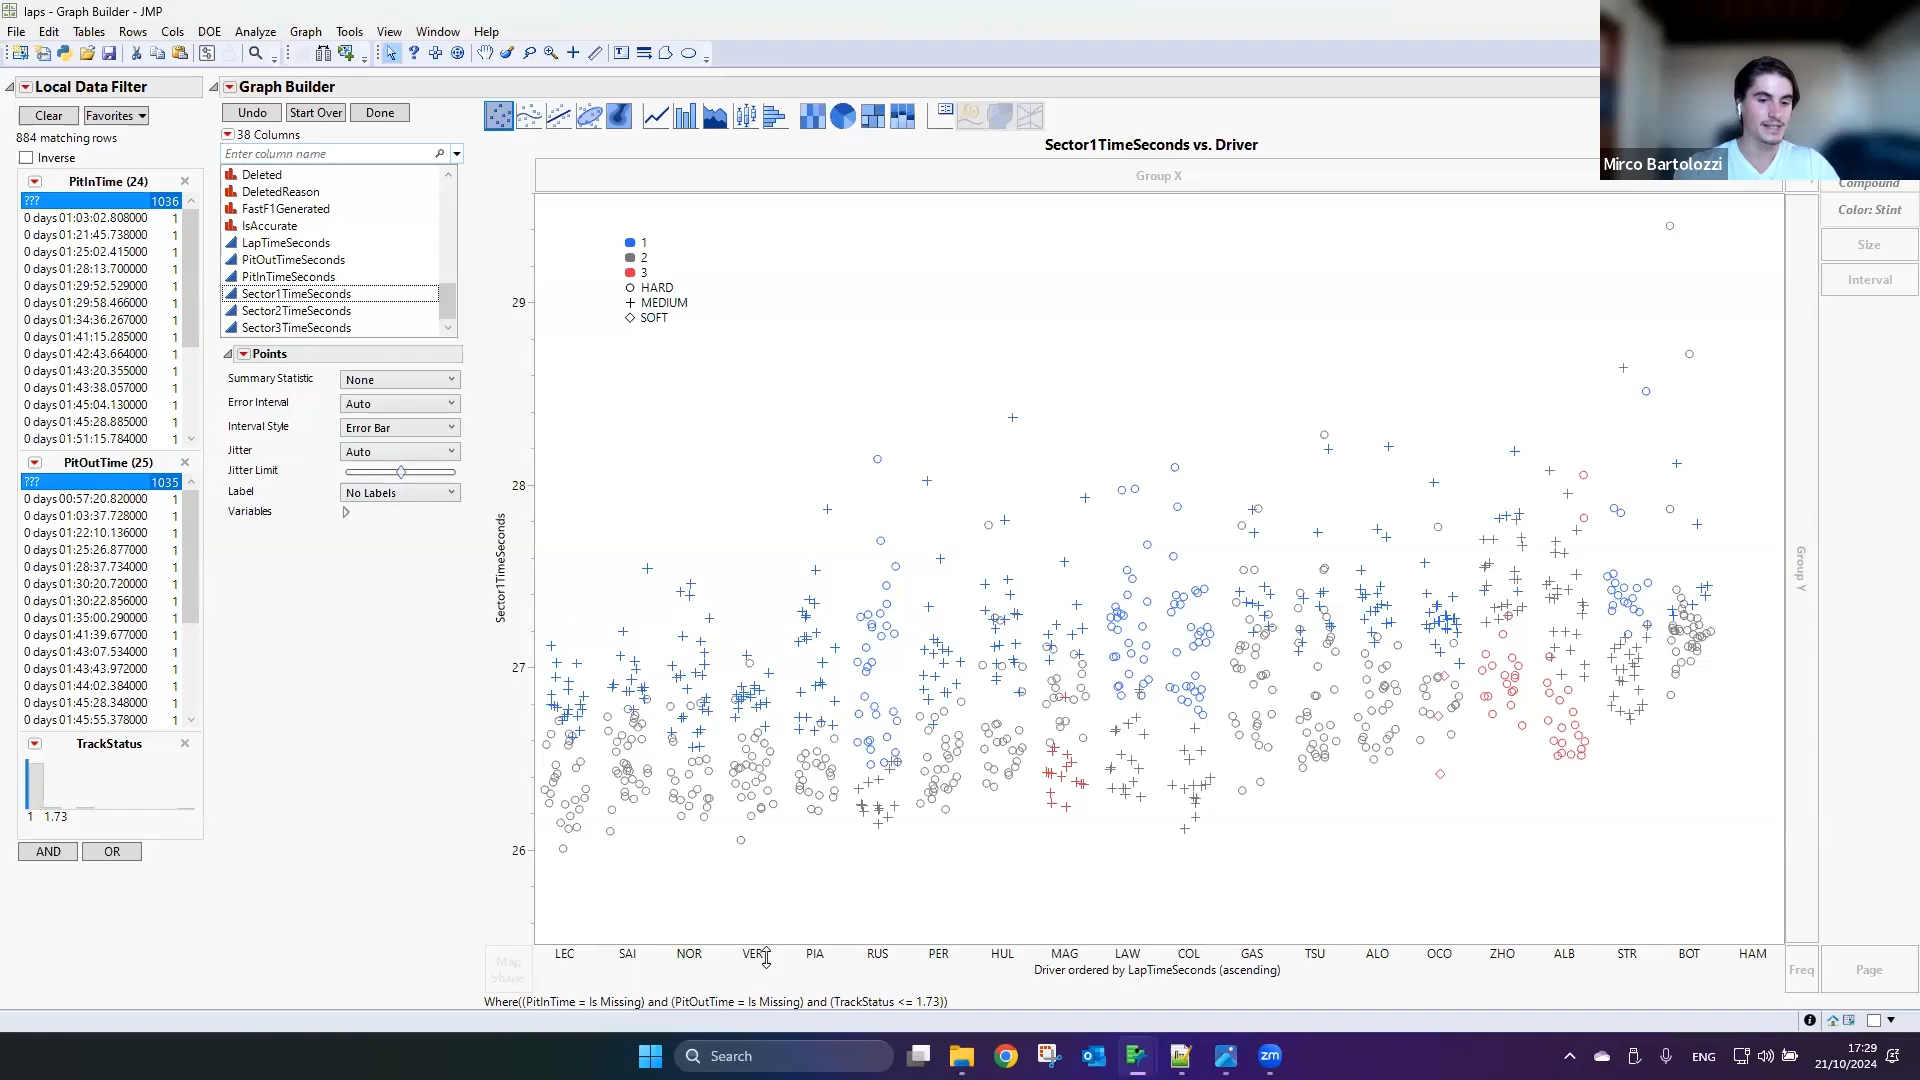 laps - Graph Builder - JMP
File Edit Tables Rows Cols DOE Analyze Graph Tools View Window Help
Local Data Filter
Clear Favorites
884 matching rows
Inverse
PitInTime (24)
??? 1036
0 days 01:03:02.808000 1
0 days 01:21:45.738000 1
0 days 01:25:02.415000 1
0 days 01:28:13.700000 1
0 days 01:29:52.529000 1
0 days 01:29:58.466000 1
0 days 01:34:36.267000 1
0 days 01:41:15.285000 1
0 days 01:42:43.664000 1
0 days 01:43:20.355000 1
0 days 01:43:38.057000 1
0 days 01:45:04.130000 1
0 days 01:45:28.885000 1
0 days 01:51:15.784000 1
PitOutTime (25)
??? 1035
0 days 00:57:20.820000 1
0 days 01:03:37.728000 1
0 days 01:22:10.136000 1
0 days 01:25:26.877000 1
0 days 01:28:37.734000 1
0 days 01:30:20.720000 1
0 days 01:30:22.856000 1
0 days 01:35:00.290000 1
0 days 01:41:39.677000 1
0 days 01:43:07.534000 1
0 days 01:43:43.972000 1
0 days 01:44:02.384000 1
0 days 01:45:28.348000 1
0 days 01:45:55.378000 1
TrackStatus
1 1.73
AND OR
Graph Builder
Undo Start Over Done
38 Columns
Enter column name
Deleted
DeletedReason
FastF1Generated
IsAccurate
LapTimeSeconds
PitOutTimeSeconds
PitInTimeSeconds
Sector1TimeSeconds
Sector2TimeSeconds
Sector3TimeSeconds
Points
Summary Statistic None
Error Interval Auto
Interval Style Error Bar
Jitter Auto
Jitter Limit
Label No Labels
Variables
Sector1TimeSeconds vs. Driver
Group X
1
2
3
HARD
MEDIUM
SOFT
29
28
27
26
Sector1TimeSeconds
LEC SAI NOR VER PIA RUS PER HUL MAG LAW COL GAS TSU ALO OCO ZHO ALB STR BOT HAM
Driver ordered by LapTimeSeconds (ascending)
Map
Shape
Where((PitInTime = Is Missing) and (PitOutTime = Is Missing) and (TrackStatus <= 1.73))
Group Y
Freq
Page
Compound
Color: Stint
Size
Interval
Mirco Bartolozzi
Search
zm
ENG
17:29
21/10/2024